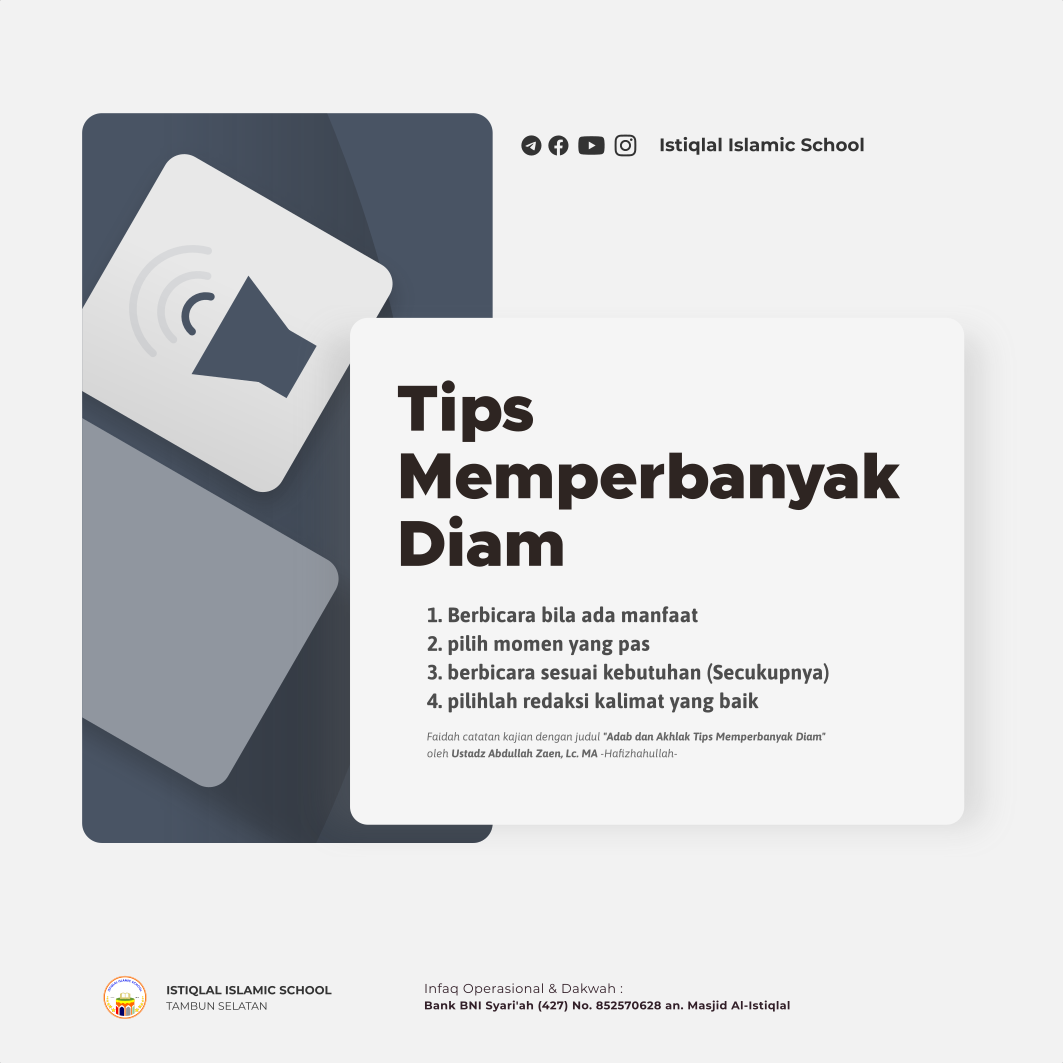 Istiqlal Islamic School
Tips
Memperbanyak
Diam
1. Berbicara bila ada manfaat
2. pilih momen yang pas
3. berbicara sesuai kebutuhan (Secukupnya)
4. pilihlah redaksi kalimat yang baik
Faidah catatan kajian dengan judul "Adab dan Akhlak Tips Memperbanyak Diam"
oleh Ustadz Abdullah Zaen, Lc. MA -Hafizhahullah-
ISTIQLAL ISLAMIC SCHOOL
TAMBUN SELATAN
Infaq Operasional & Dakwah :
Bank BNI Syari'ah (427) No. 852570628 an. Masjid Al-Istiqlal